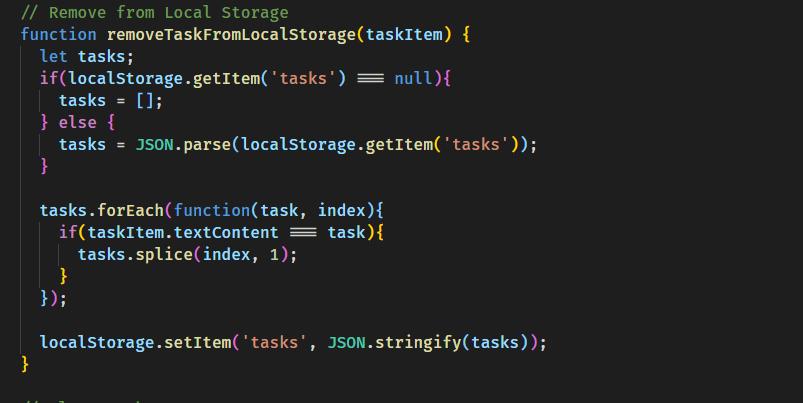 // Remove from Local Storage
function removeTaskFromLocalStorage(taskItem) {
  let tasks;
  if(localStorage.getItem('tasks') === null){
    tasks = [];
  } else {
    tasks = JSON.parse(localStorage.getItem('tasks'));
  }

  tasks.forEach(function(task, index){
    if(taskItem.textContent === task){
      tasks.splice(index, 1);
    }
  });

  localStorage.setItem('tasks', JSON.stringify(tasks));
}